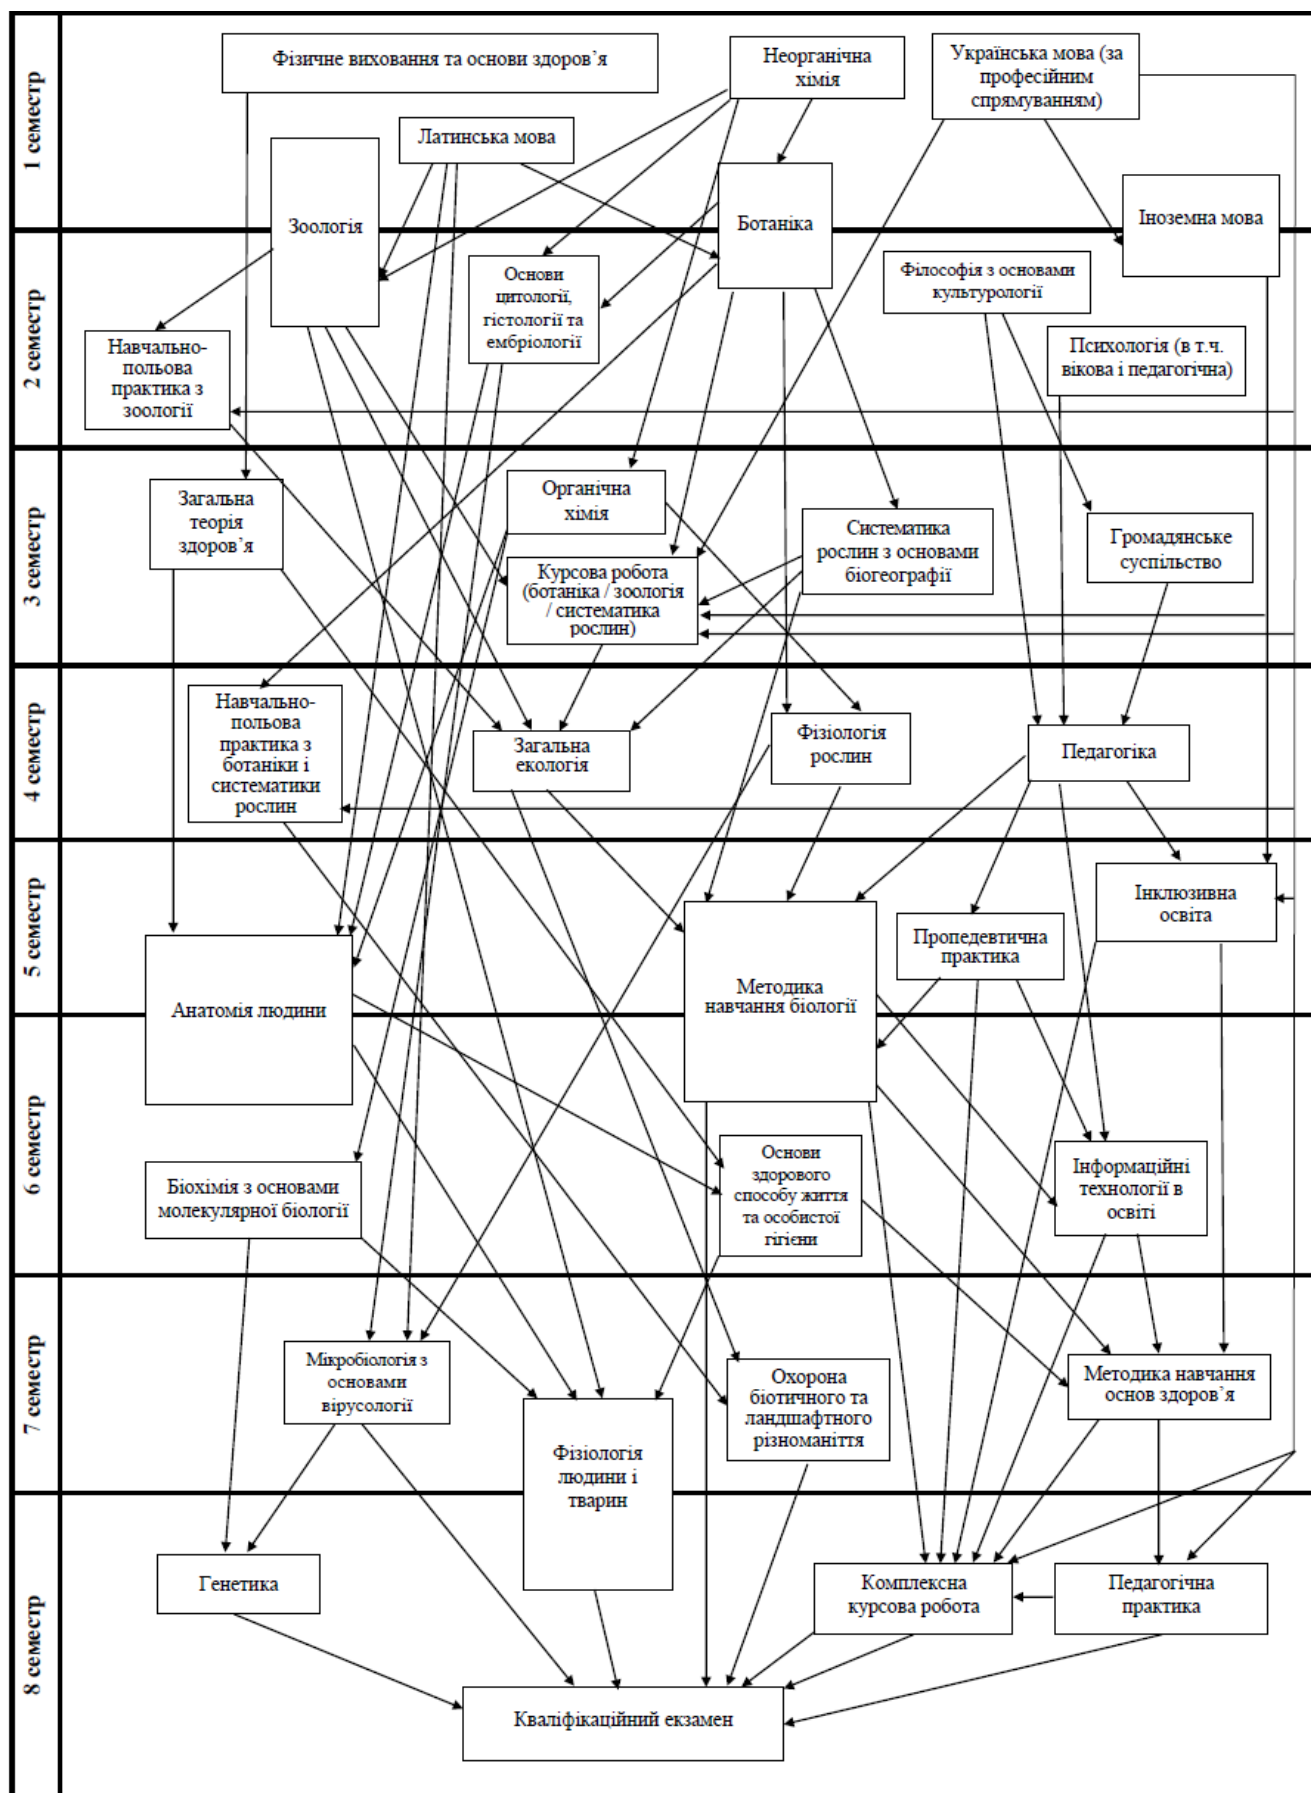 1 семестр
Фізичне виховання та основи здоров’я
Неорганічна
хімія
Українська мова (за
професійним
спрямуванням)
Латинська мова
Зоологія
Ботаніка
Іноземна мова
2 семестр
Основи
цитології,
гістології та
ембріології
Філософія з основами
культурології
Навчально-
польова
практика з
зоології
Психологія (в т.ч.
вікова і педагогічна)
3 семестр
Загальна
теорія
здоров’я
Органічна
хімія
Систематика
рослин з основами
біогеографії
Громадянське
суспільство
Курсова робота
(ботаніка / зоологія
/ систематика
рослин)
4 семестр
Навчально-
польова
практика з
ботаніки і
систематики
рослин
Загальна
екологія
Фізіологія
рослин
Педагогіка
5 семестр
Інклюзивна
освіта
Пропедевтична
практика
Анатомія людини
Методика
навчання біології
6 семестр
Біохімія з основами
молекулярної біології
Основи
здорового
способу життя
та особистої
гігієни
Інформаційні
технології в
освіті
7 семестр
Мікробіологія з
основами
вірусології
Охорона
біотичного та
ландшафтного
різноманіття
Методика навчання
основ здоров’я
Фізіологія
людини і
тварин
8 семестр
Генетика
Комплексна
курсова робота
Педагогічна
практика
Кваліфікаційний екзамен